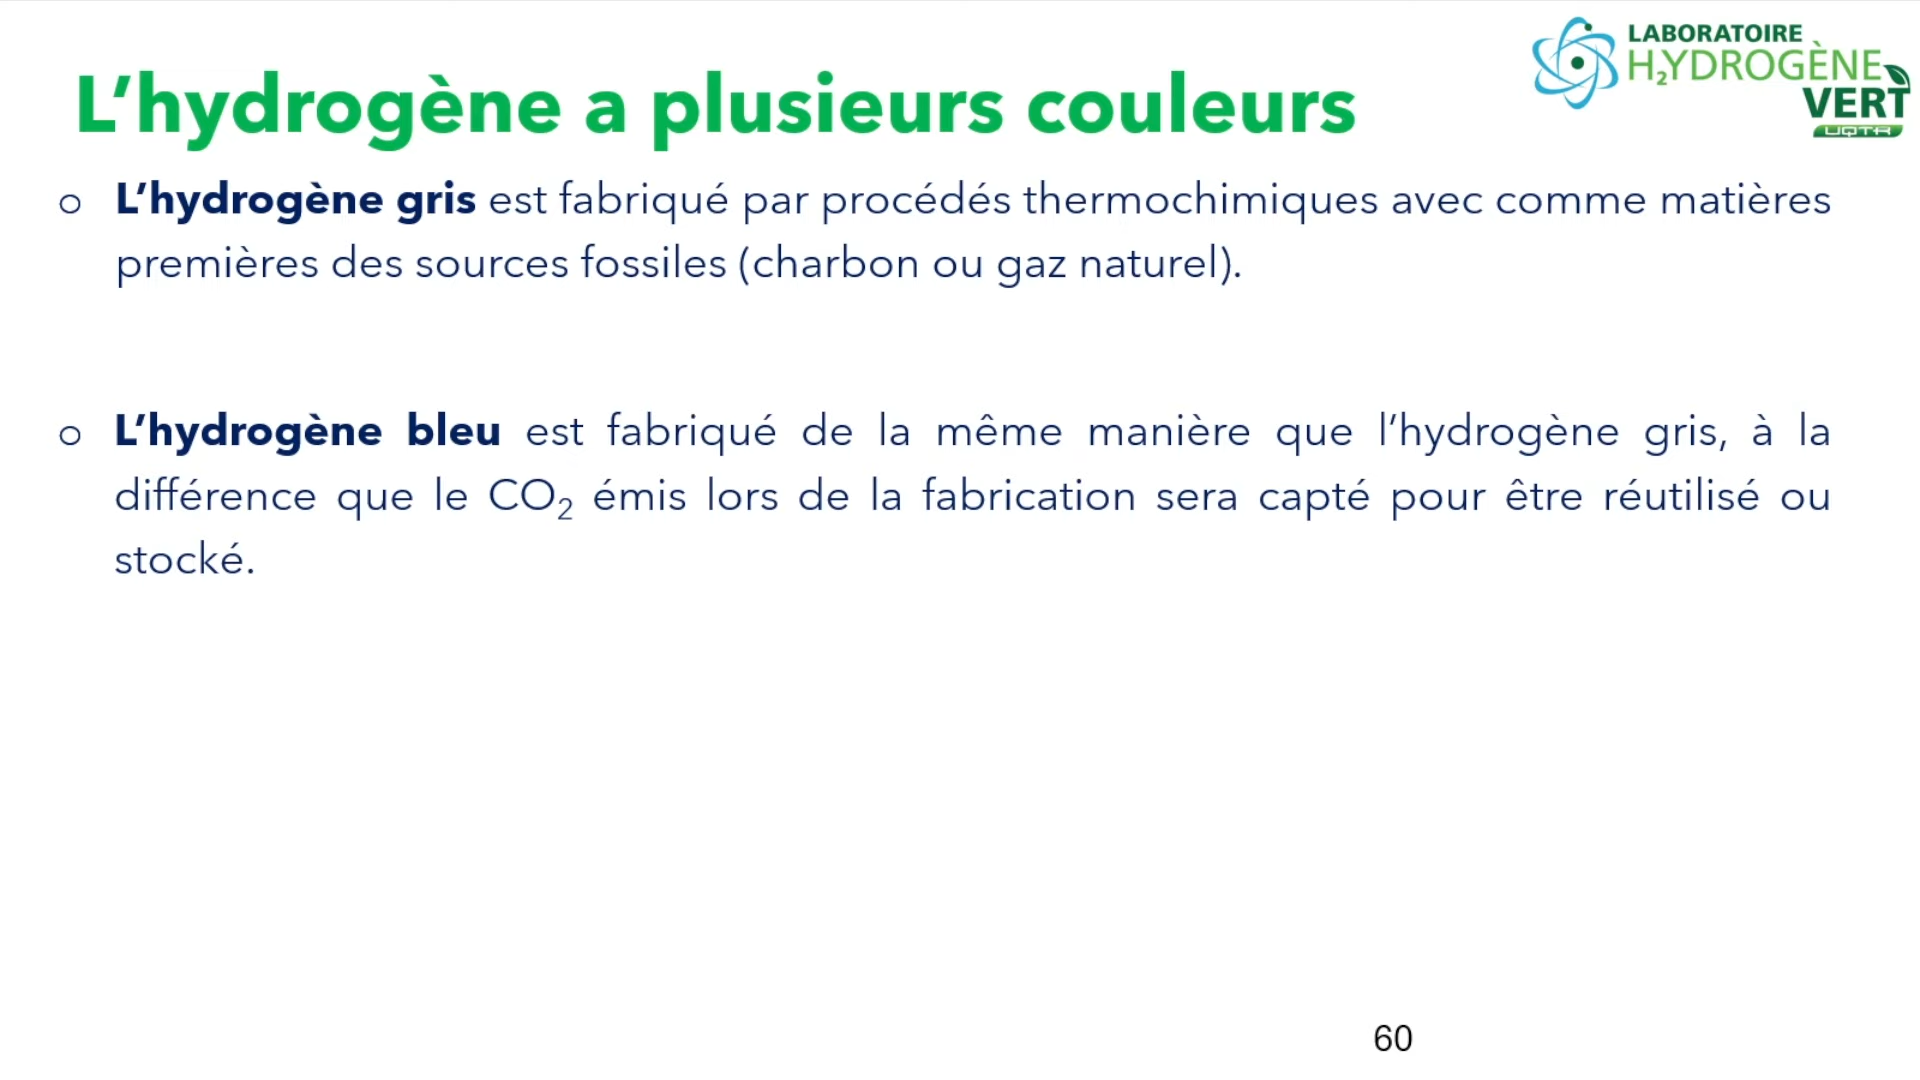 LABORATOIRE
H₂YDROGÈNE
VERT
UQTR
L’hydrogène a plusieurs couleurs
o L’hydrogène gris est fabriqué par procédés thermochimiques avec comme matières
premières des sources fossiles (charbon ou gaz naturel).
o L’hydrogène bleu est fabriqué de la même manière que l’hydrogène gris, à la
différence que le CO₂ émis lors de la fabrication sera capté pour être réutilisé ou
stocké.
60